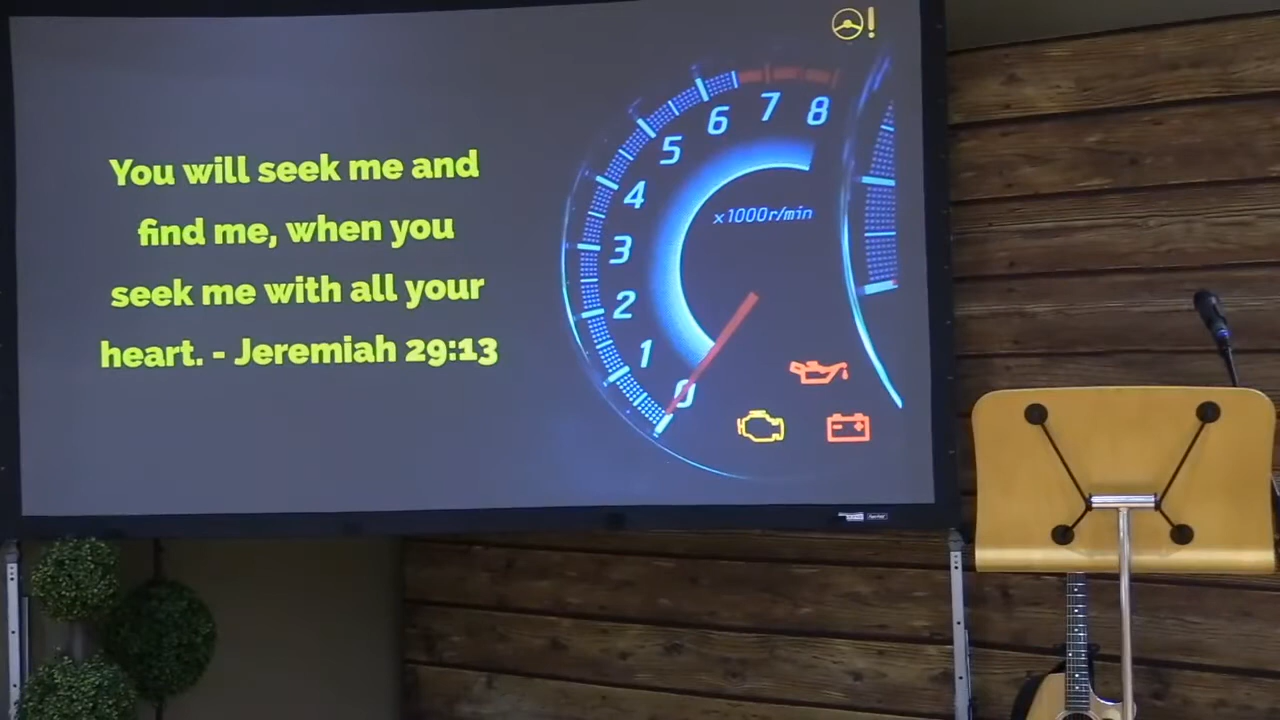 You will seek me and
find me, when you
seek me with all your
heart. - Jeremiah 29:13
!
8
7
6
5
4
3
2
1
0
x1000r/min